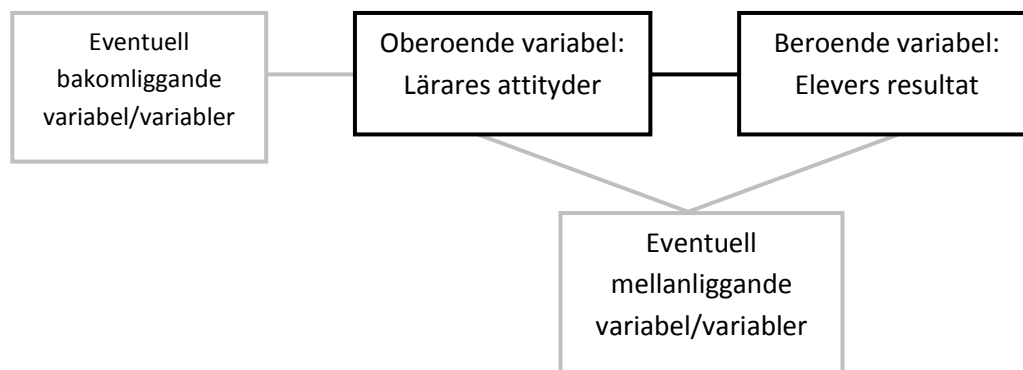 Eventuell
bakomliggande
variabel/variabler
Oberoende variabel:
Lärares attityder
Beroende variabel:
Elevers resultat
Eventuell
mellanliggande
variabel/variabler